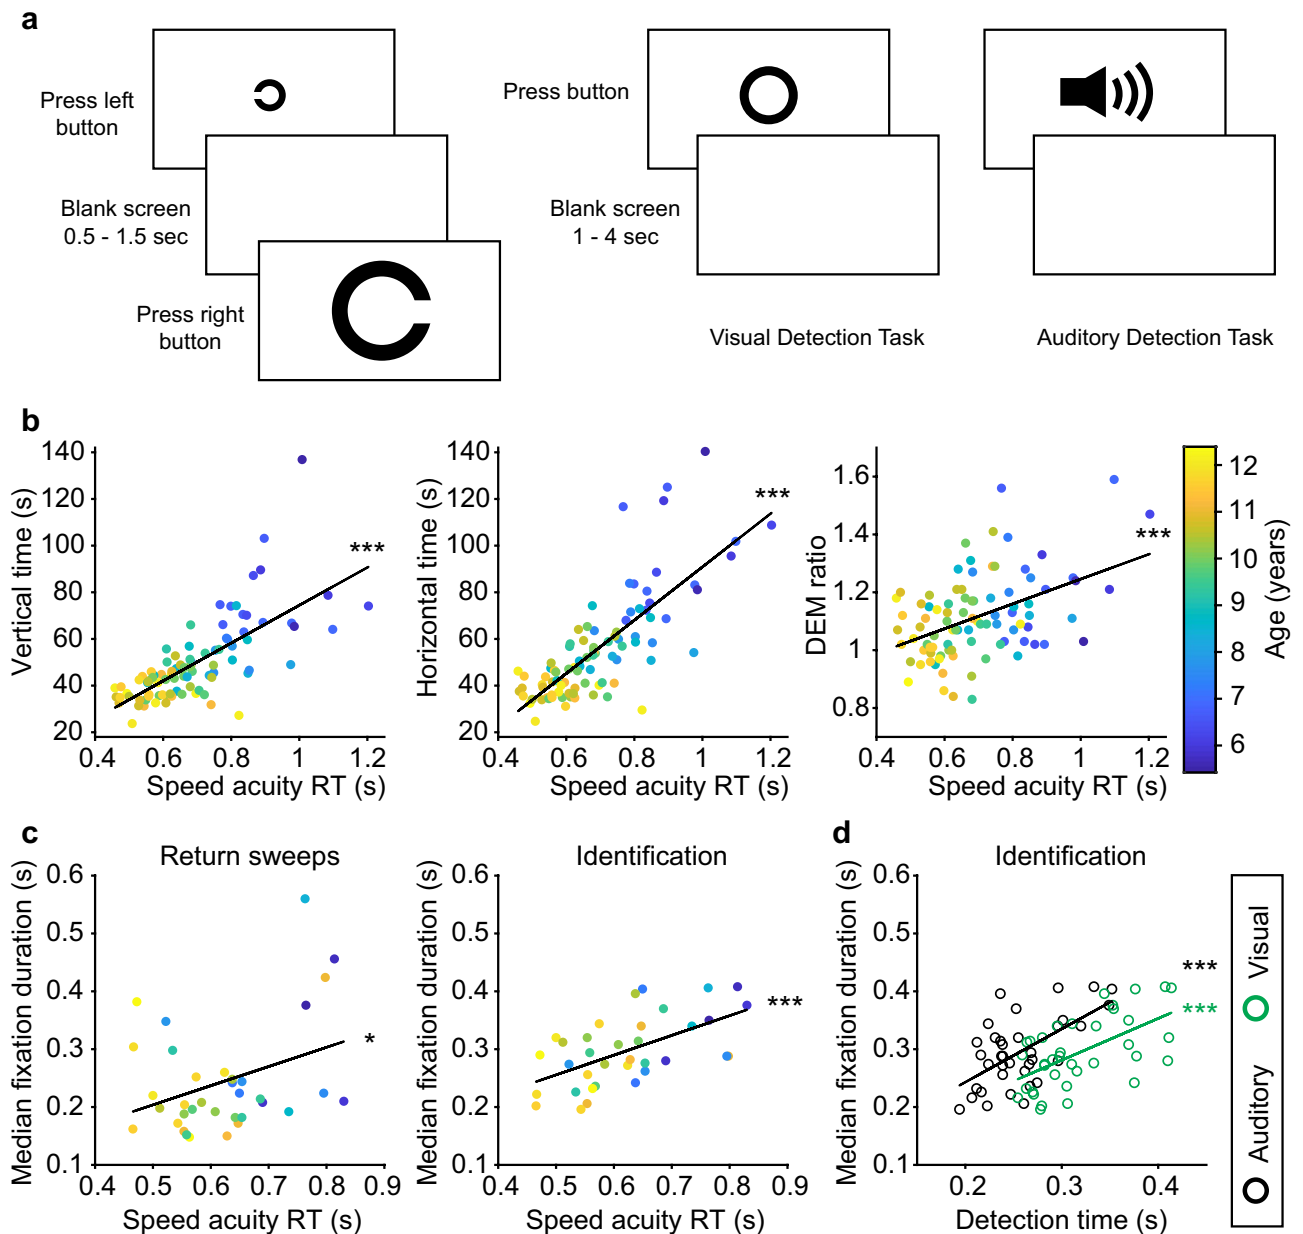 a
Press left
button
Blank screen
0.5 - 1.5 sec
Press right
button
Press button
Blank screen
1 - 4 sec
Visual Detection Task
Auditory Detection Task
b
Vertical time (s)
140
120
100
80
60
40
20
0.4 0.6 0.8 1 1.2
Speed acuity RT (s)
***
Horizontal time (s)
140
120
100
80
60
40
20
0.4 0.6 0.8 1 1.2
Speed acuity RT (s)
***
DEM ratio
1.6
1.4
1.2
1
0.8
0.4 0.6 0.8 1 1.2
Speed acuity RT (s)
***
12
11
10
9
8
7
6
Age (years)
c
Return sweeps
Median fixation duration (s)
0.6
0.5
0.4
0.3
0.2
0.1
0.4 0.5 0.6 0.7 0.8 0.9
Speed acuity RT (s)
*
Identification
Median fixation duration (s)
0.6
0.5
0.4
0.3
0.2
0.1
0.4 0.5 0.6 0.7 0.8 0.9
Speed acuity RT (s)
***
d
Identification
Median fixation duration (s)
0.6
0.5
0.4
0.3
0.2
0.1
0.2 0.3 0.4
Detection time (s)
***
***
Auditory
Visual